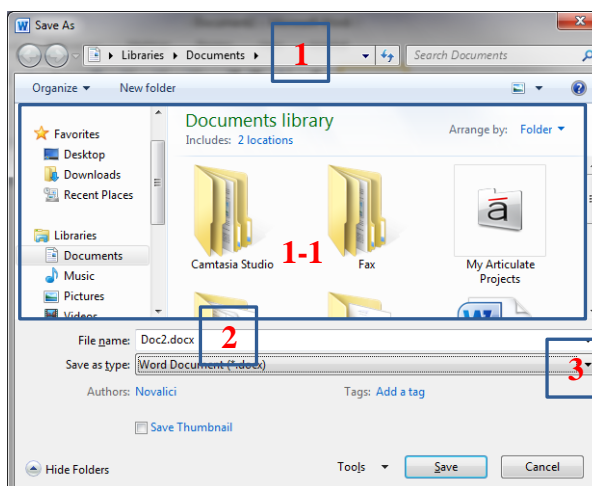 Save As
Libraries Documents 1 Search Documents
Organize New folder
Favorites
Desktop
Downloads
Recent Places
Libraries
Documents
Music
Pictures
Videos
Documents library
Includes: 2 locations
Arrange by: Folder
Camtasia Studio 1-1 Fax My Articulate
Projects
File name: Doc2.docx 2
Save as type: Word Document (*.docx) 3
Authors: Novalici Tags: Add a tag
Save Thumbnail
Hide Folders Tools Save Cancel